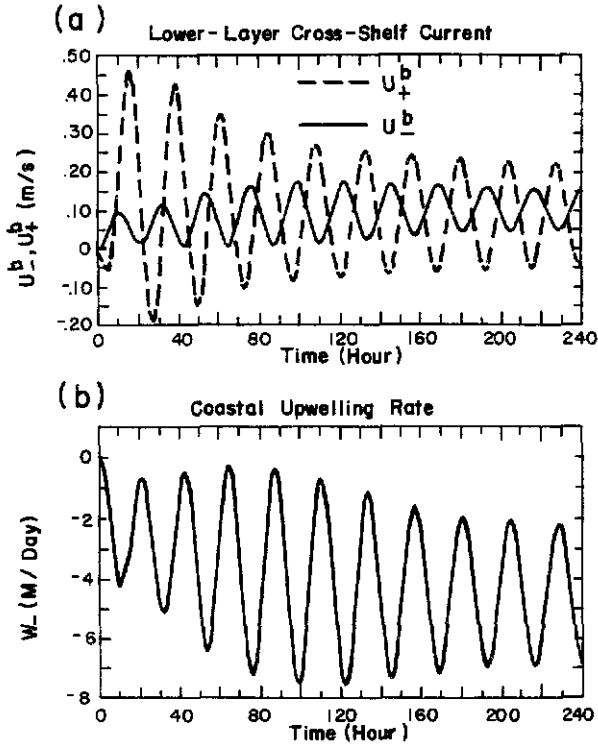 (a)
Lower-Layer Cross-Shelf Current
.50
.40
.30
.20
.10
0
-.10
-.20
U₋ᵇ, U₊ᵇ (m/s)
U₊ᵇ
U₋ᵇ
0 40 80 120 160 200 240
Time (Hour)
(b)
Coastal Upwelling Rate
0
-2
-4
-6
-8
W₋ (M/Day)
0 40 80 120 160 200 240
Time (Hour)